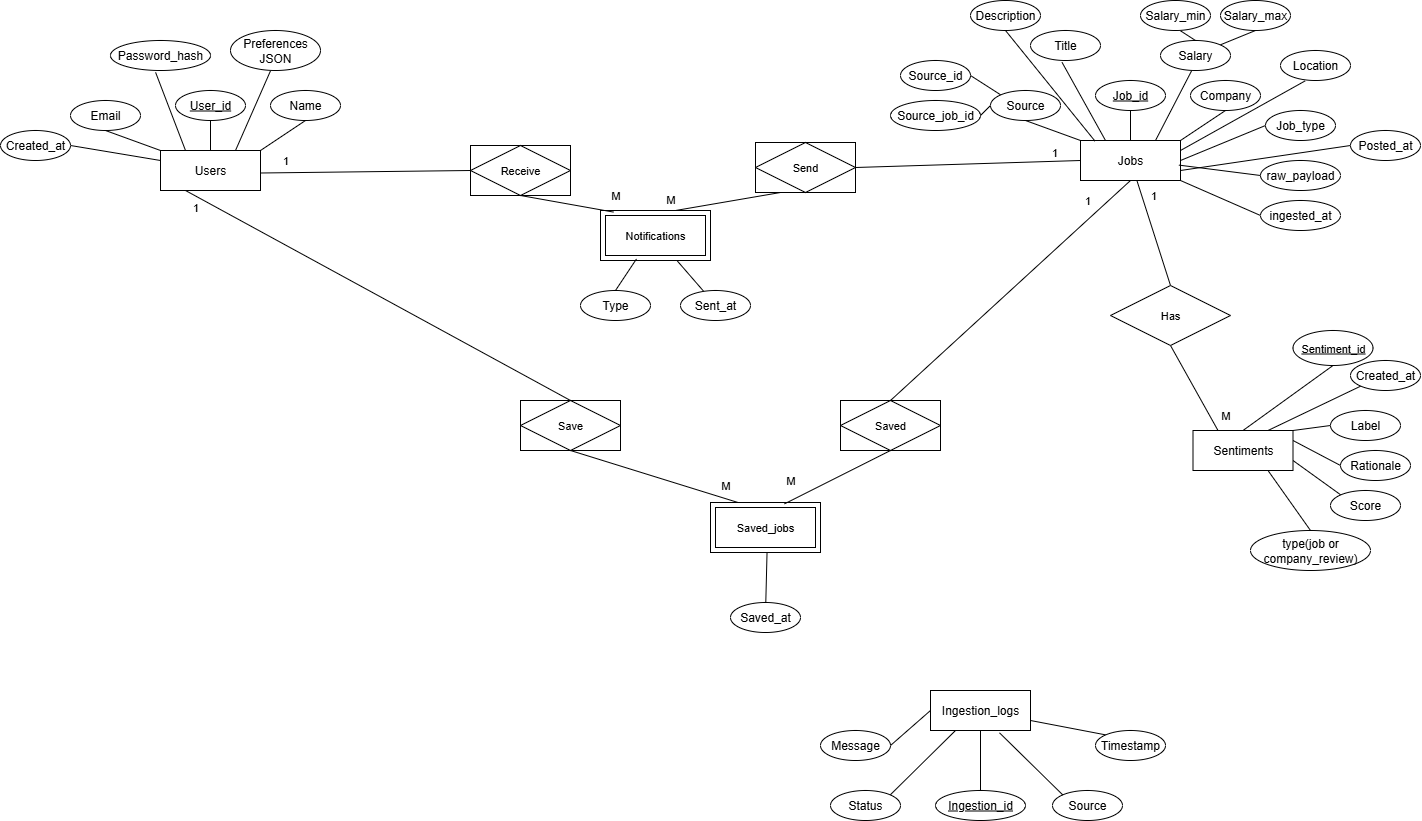 Description
Salary_min
Salary_max
Password_hash
Preferences
JSON
Title
Salary
Location
Source_id
Email
User_id
Name
Source_job_id
Source
Job_id
Company
Created_at
Job_type
Posted_at
Users
1
Receive
Send
1
Jobs
raw_payload
1
M
M
1
1
ingested_at
Notifications
Type
Sent_at
Has
Sentiment_id
Created_at
M
Save
Saved
Label
Sentiments
Rationale
M
M
Score
Saved_jobs
type(job or
company_review)
Saved_at
Ingestion_logs
Message
Timestamp
Status
Ingestion_id
Source